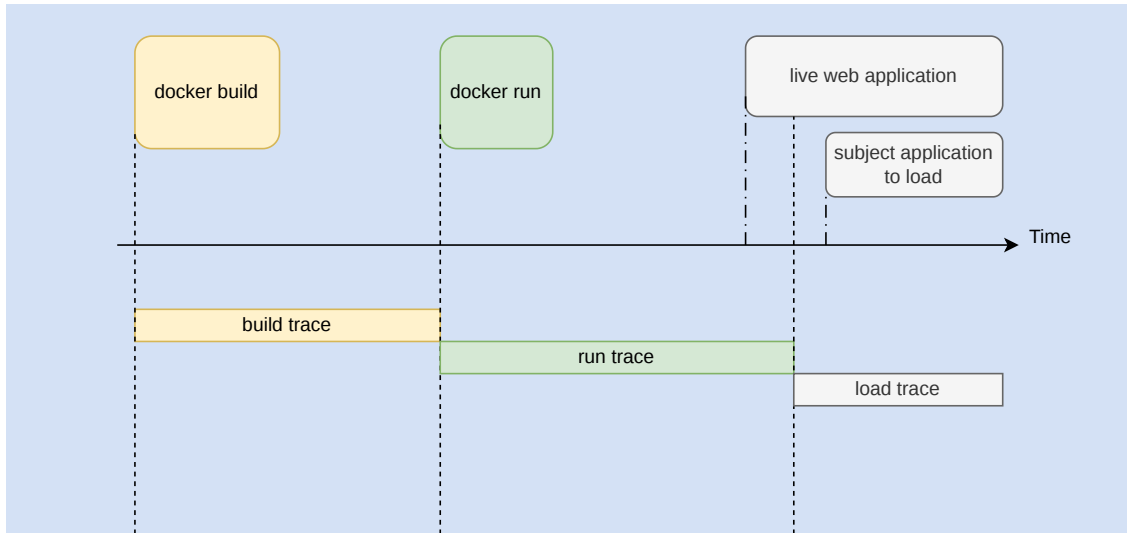 docker build
docker run
live web application
subject application
to load
Time
build trace
run trace
load trace